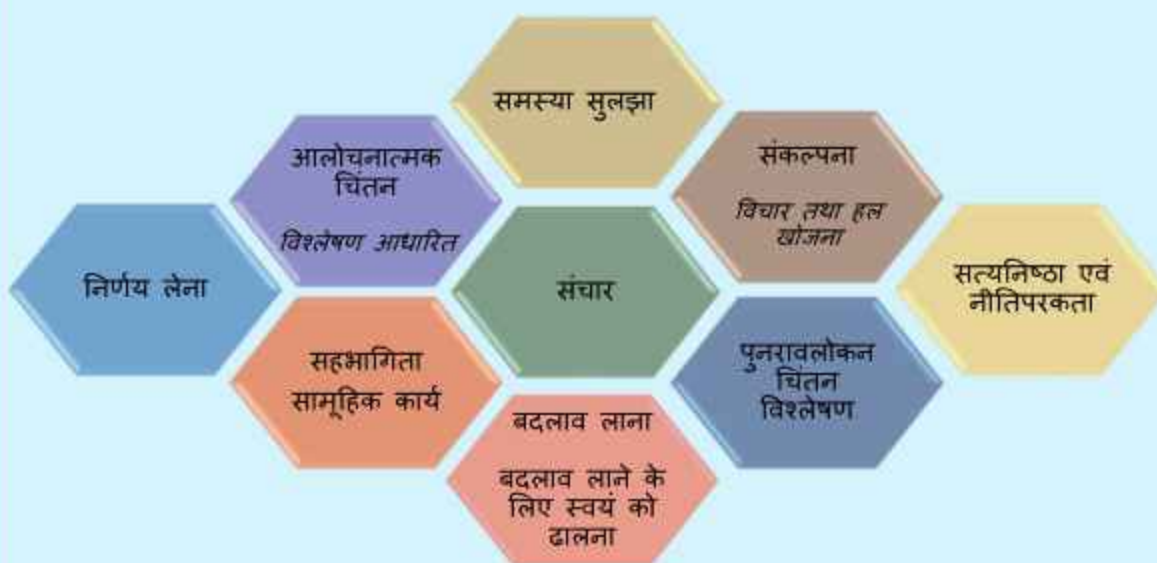 समस्या सुलझा
आलोचनात्मक
चिंतन
विश्लेषण आधारित
संकल्पना
विचार तथा हल
खोजना
निर्णय लेना
संचार
सत्यनिष्ठा एवं
नीतिपरकता
सहभागिता
सामूहिक कार्य
पुनरावलोकन
चिंतन
विश्लेषण
बदलाव लाना
बदलाव लाने के
लिए स्वयं को
ढालना